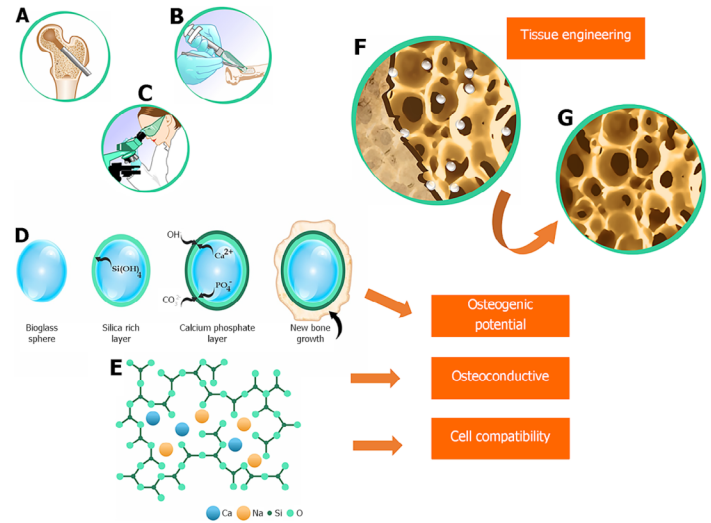 A
B
C
F
Tissue engineering
G
D
Si(OH)4
OH-
Ca2+
PO4-
CO3
Bioglass
sphere
Silica rich
layer
Calcium phosphate
layer
New bone
growth
Osteogenic
potential
E
Osteoconductive
Cell compatibility
Ca
Na
Si
O